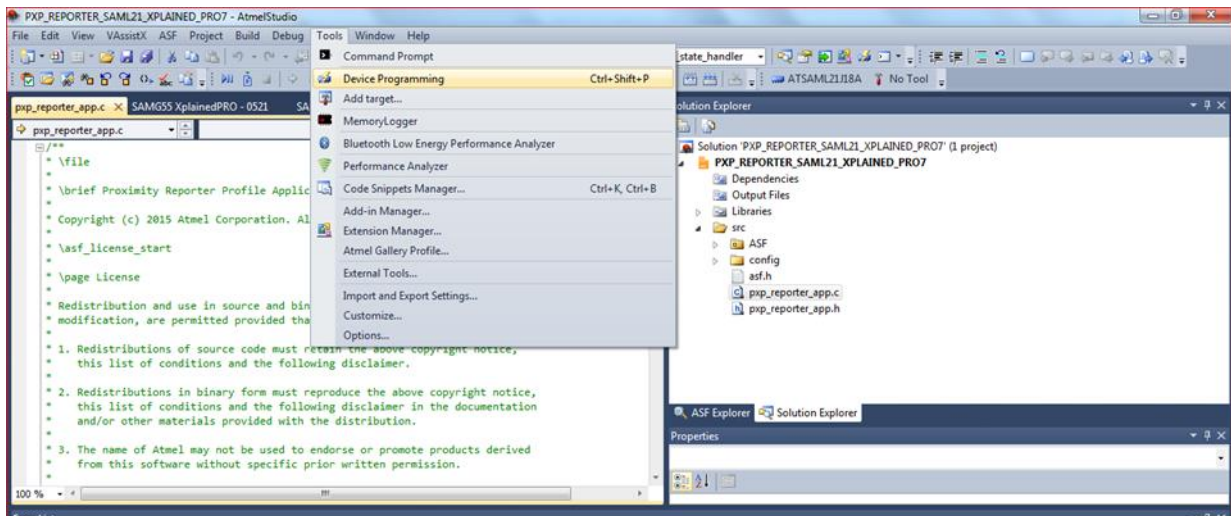 PXP_REPORTER_SAML21_XPLAINED_PRO7 - AtmelStudio
File Edit View VAssistX ASF Project Build Debug Tools Window Help
state_handler
ATSAML21J18A No Tool
Command Prompt
Device Programming Ctrl+Shift+P
Add target...
MemoryLogger
Bluetooth Low Energy Performance Analyzer
Performance Analyzer
Code Snippets Manager... Ctrl+K, Ctrl+B
Add-in Manager...
Extension Manager...
Atmel Gallery Profile...
External Tools...
Import and Export Settings...
Customize...
Options...
pxp_reporter_app.c SAMG55 XplainedPRO - 0521 SA
pxp_reporter_app.c
/**
* \file
*
* \brief Proximity Reporter Profile Applic
*
* Copyright (c) 2015 Atmel Corporation. Al
*
* \asf_license_start
*
* \page License
*
* Redistribution and use in source and bin
* modification, are permitted provided tha
*
* 1. Redistributions of source code must retain the above copyright notice,
* this list of conditions and the following disclaimer.
*
* 2. Redistributions in binary form must reproduce the above copyright notice,
* this list of conditions and the following disclaimer in the documentation
* and/or other materials provided with the distribution.
*
* 3. The name of Atmel may not be used to endorse or promote products derived
* from this software without specific prior written permission.
*
100 %
Solution Explorer
Solution 'PXP_REPORTER_SAML21_XPLAINED_PRO7' (1 project)
PXP_REPORTER_SAML21_XPLAINED_PRO7
Dependencies
Output Files
Libraries
src
ASF
config
asf.h
pxp_reporter_app.c
pxp_reporter_app.h
ASF Explorer Solution Explorer
Properties